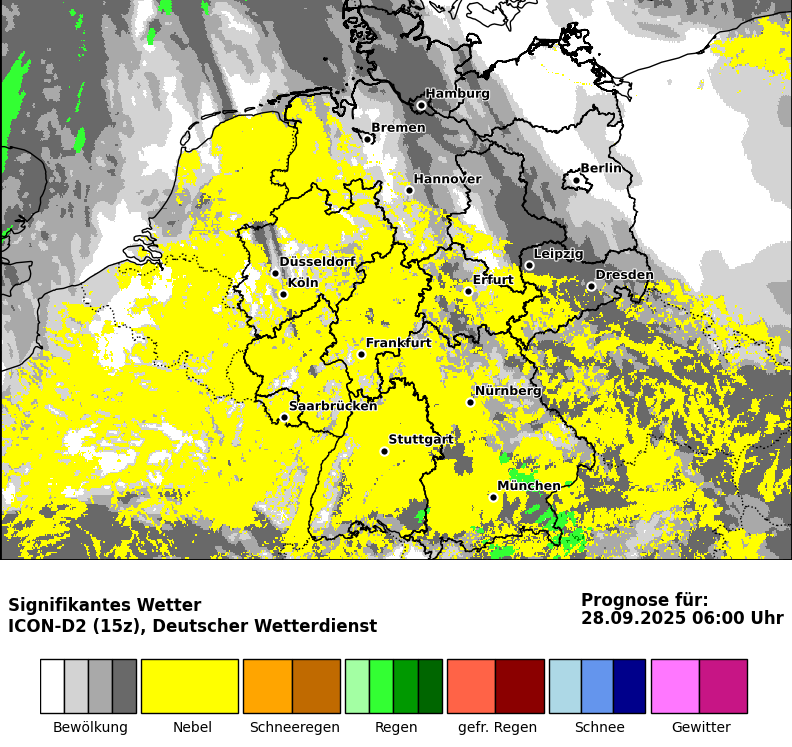 Hamburg
Bremen
Berlin
Hannover
Leipzig
Düsseldorf
Dresden
Köln
Erfurt
Frankfurt
Nürnberg
Saarbrücken
Stuttgart
München
Signifikantes Wetter
ICON-D2 (15z), Deutscher Wetterdienst
Prognose für:
28.09.2025 06:00 Uhr
Bewölkung Nebel Schneeregen Regen gefr. Regen Schnee Gewitter